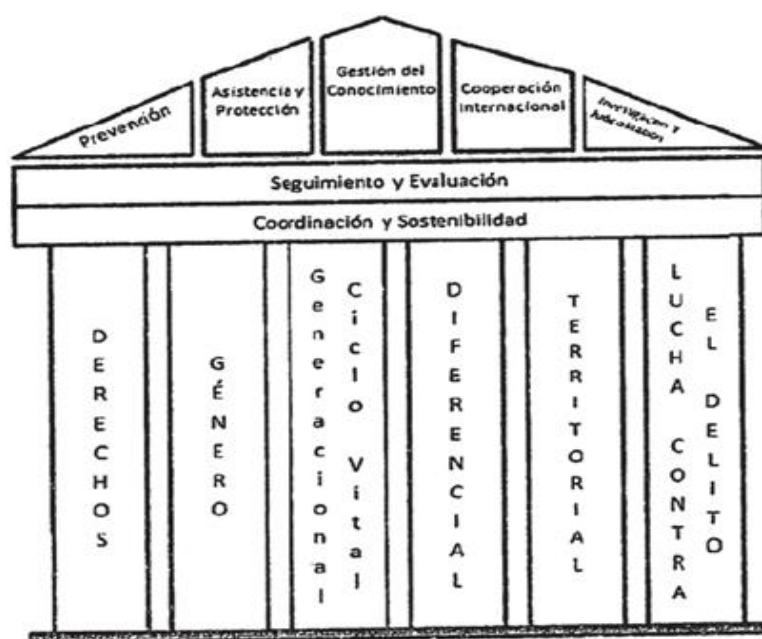 Prevención
Asistencia y
Protección
Gestión del
Conocimiento
Cooperación
Internacional
Investigación y
Seguimiento y Evaluación
Coordinación y Sostenibilidad
DERECHOS
GÉNERO
Generacional
Ciclo Vital
DIFERENCIAL
TERRITORIAL
LUCHA CONTRA
EL DELITO